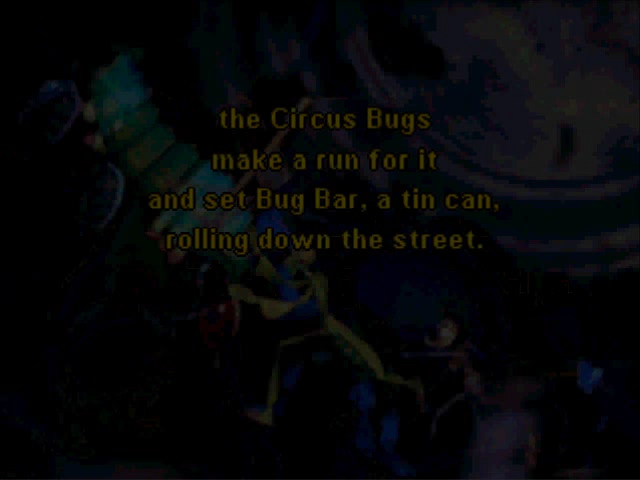 the Circus Bugs
make a run for it
and set Bug Bar, a tin can,
rolling down the street.